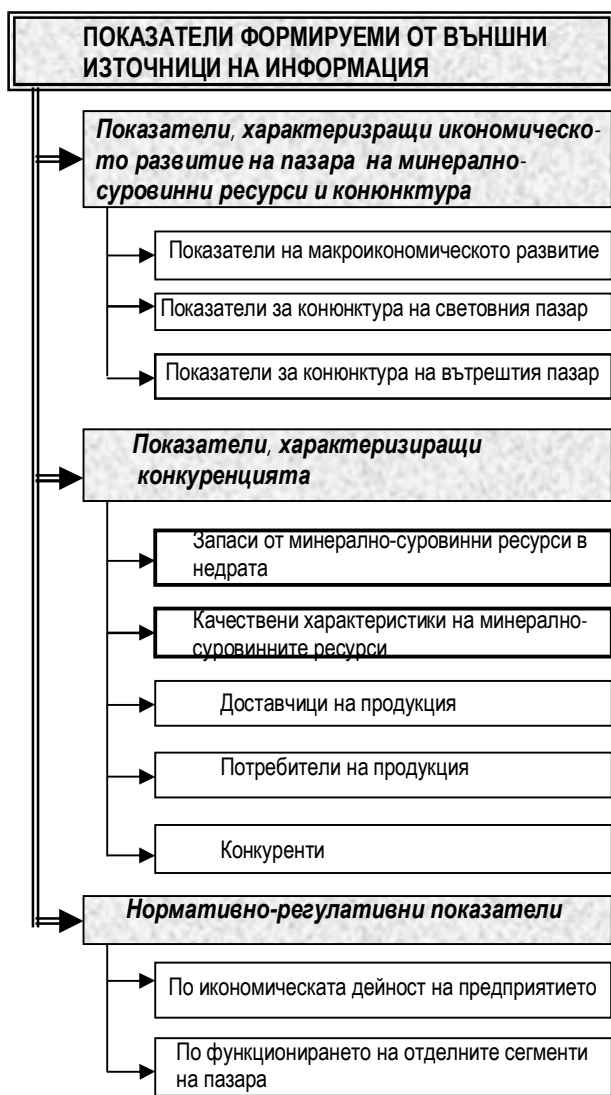 ПОКАЗАТЕЛИ ФОРМИРУЕМИ ОТ ВЪНШНИ
ИЗТОЧНИЦИ НА ИНФОРМАЦИЯ
Показатели, характеризращи икономическо-
то развитие на пазара на минерално-
суровинни ресурси и конюнктура
Показатели на макроикономическото развитие
Показатели за конюнктура на световния пазар
Показатели за конюнктура на вътрештия пазар
Показатели, характеризиращи
конкуренцията
Запаси от минерално-суровинни ресурси в
недрата
Качествени характеристики на минерално-
суровинните ресурси
Доставчици на продукция
Потребители на продукция
Конкуренти
Нормативно-регулативни показатели
По икономическата дейност на предприятието
По функционирането на отделните сегменти
на пазара